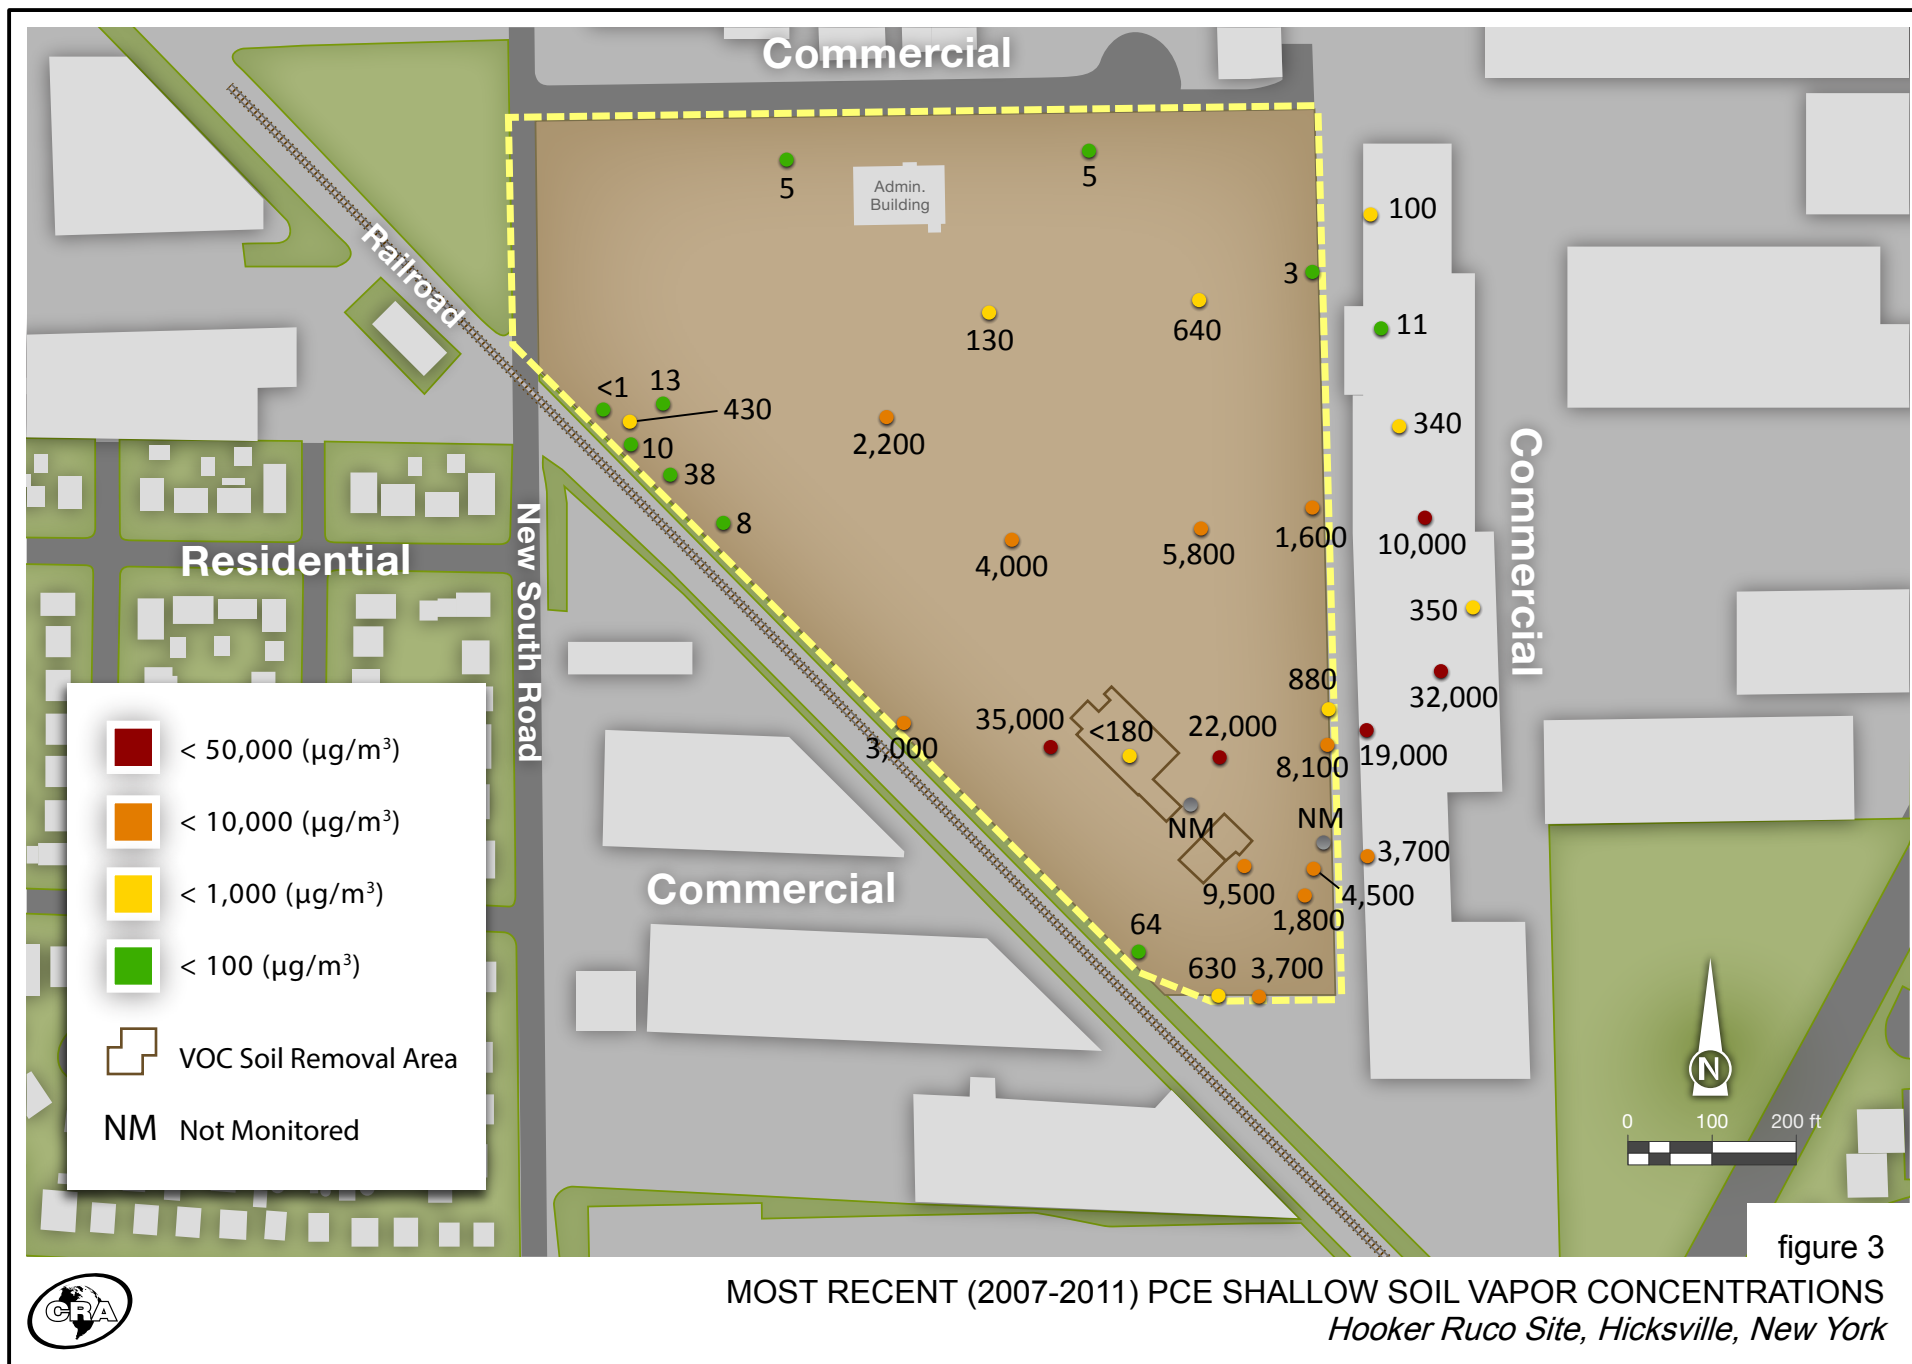 Commercial
5
5
Admin.
Building
100
3
11
Railroad
130
640
<1
13
430
340
10
2,200
38
8
New South Road
Residential
4,000
5,800
1,600
10,000
Commercial
350
880
32,000
35,000
<180
22,000
3,000
8,100
19,000
NM
NM
3,700
Commercial
9,500
4,500
1,800
64
630
3,700
< 50,000 (µg/m³)
< 10,000 (µg/m³)
< 1,000 (µg/m³)
< 100 (µg/m³)
VOC Soil Removal Area
NM Not Monitored
N
0 100 200 ft
figure 3
MOST RECENT (2007-2011) PCE SHALLOW SOIL VAPOR CONCENTRATIONS
Hooker Ruco Site, Hicksville, New York
CRA